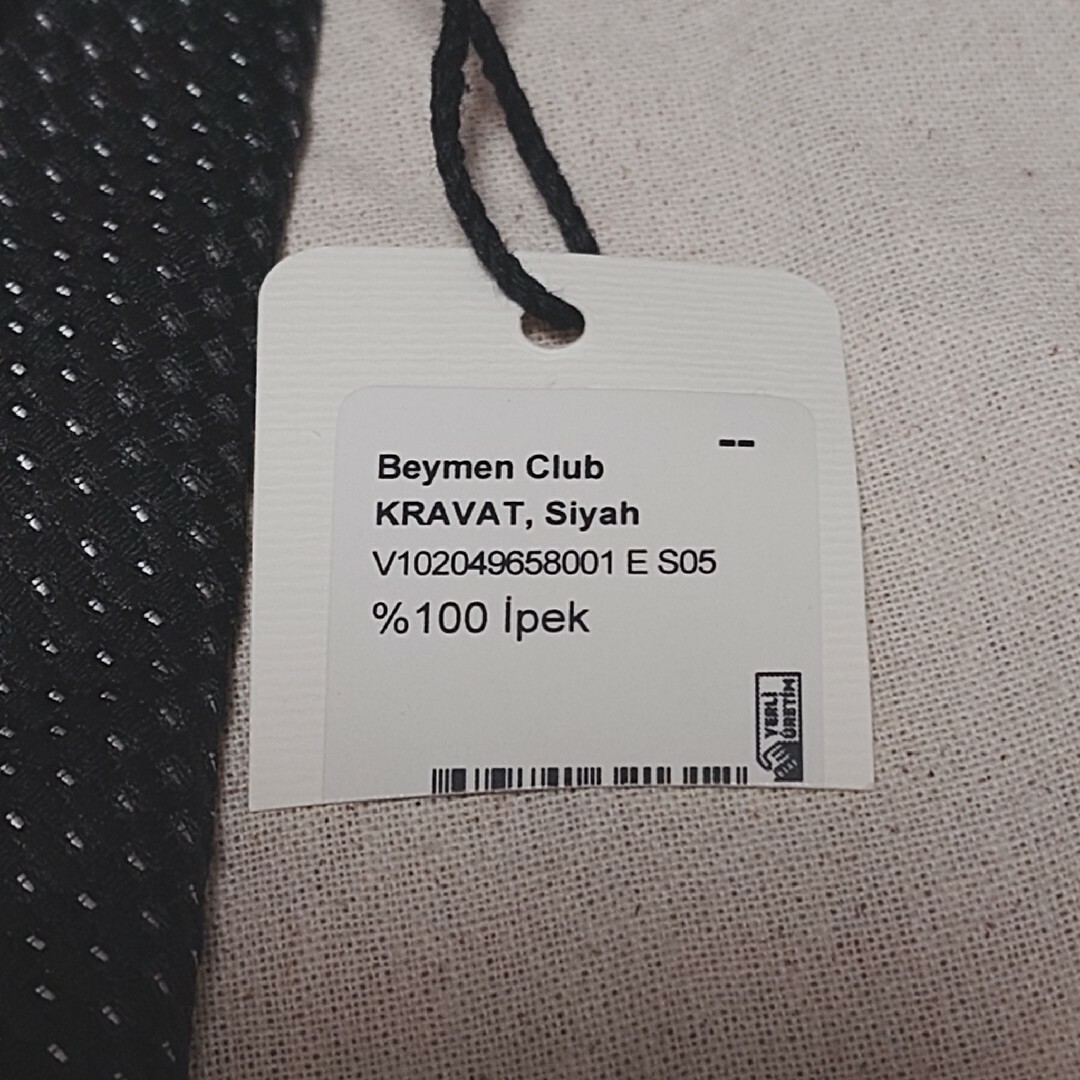 --
Beymen Club
KRAVAT, Siyah
V102049658001 E S05
%100 İpek
YERLİ
ÜRETİM